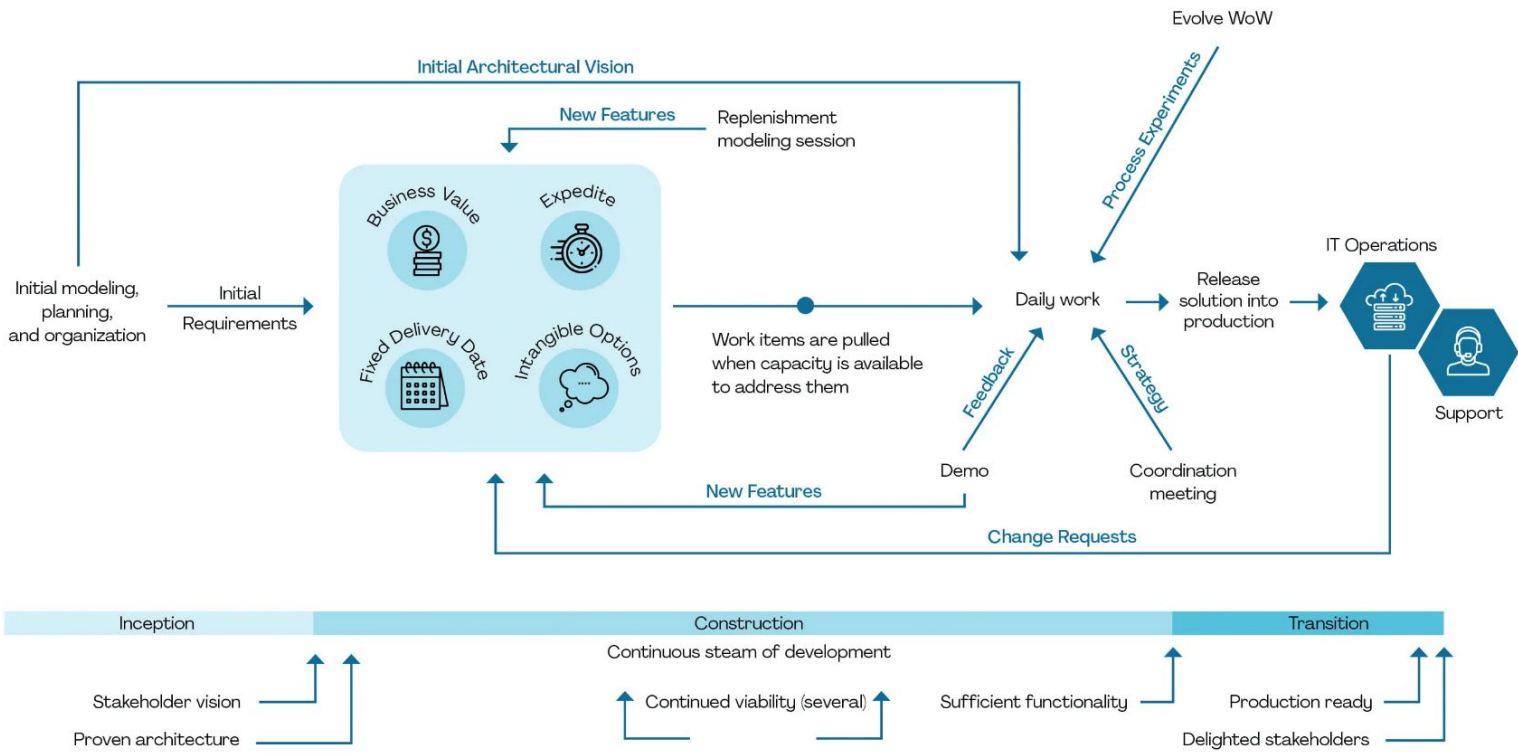 Evolve WoW
Initial Architectural Vision
Process Experiments
New Features
Replenishment
modeling session
Business Value
Expedite
IT Operations
Initial modeling,
planning,
and organization
Initial
Requirements
Daily work
Release
solution into
production
Fixed Delivery Date
Intangible Options
Work items are pulled
when capacity is available
to address them
Feedback
Strategy
Support
Demo
Coordination
meeting
New Features
Change Requests
Inception
Construction
Transition
Continuous steam of development
Stakeholder vision
Continued viability (several)
Sufficient functionality
Production ready
Proven architecture
Delighted stakeholders